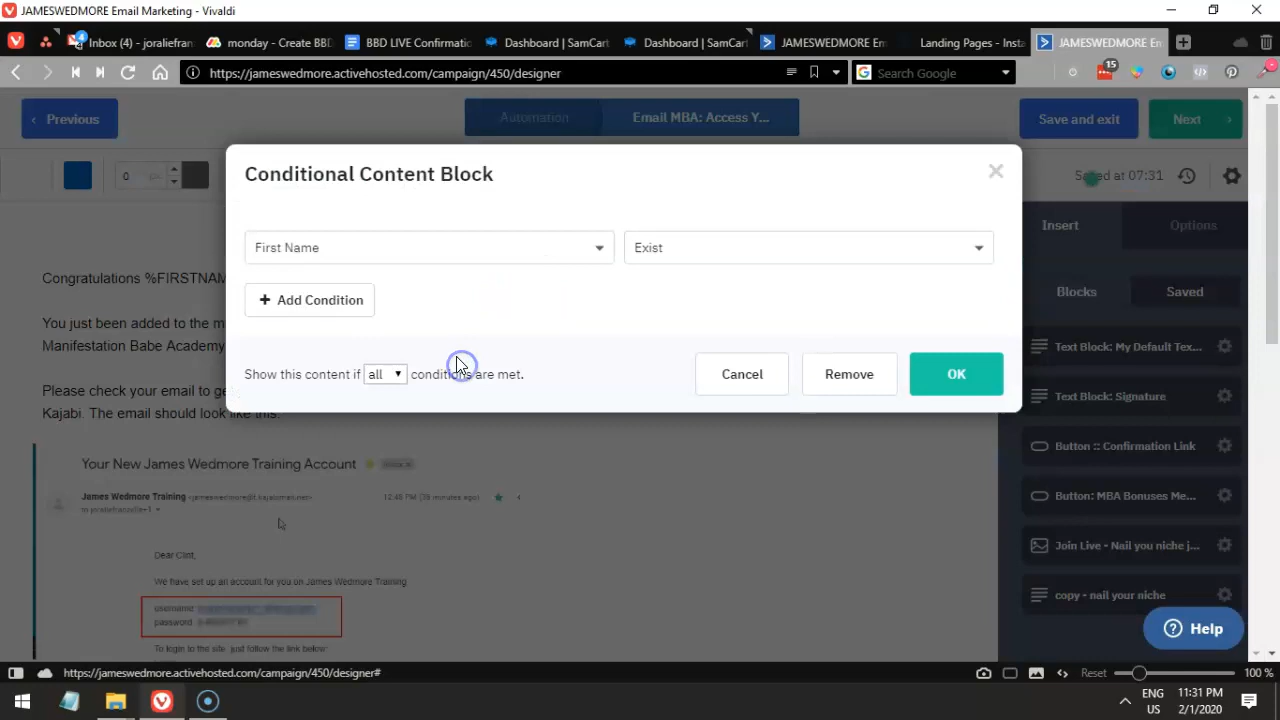 JAMESWEDMORE Email Marketing - Vivaldi
Inbox (4) - joraliefran
monday - Create BBD
BBD LIVE Confirmatio
Dashboard | SamCart
Dashboard | SamCart
JAMESWEDMORE Em
Landing Pages - Insta
JAMESWEDMORE Em
https://jameswedmore.activehosted.com/campaign/450/designer
Search Google
15
Previous
Automation
Email MBA: Access Y...
Save and exit
Next
0
Saved at 07:31
Conditional Content Block
First Name
Exist
Add Condition
Show this content if all conditions are met.
Cancel
Remove
OK
Insert
Options
Blocks
Saved
Text Block: My Default Tex...
Text Block: Signature
Button :: Confirmation Link
Button: MBA Bonuses Me...
Join Live - Nail you niche j...
copy - nail your niche
Help
Congratulations %FIRSTNAM
You just been added to the m
Manifestation Babe Academy
Please check your email to ge
Kajabi. The email should look like this:
Your New James Wedmore Training Account
James Wedmore Training
12:48 PM
Dear Clint,
We have set up an account for you on James Wedmore Training
username:
password:
To login to the site, just follow the link below:
https://jameswedmore.activehosted.com/campaign/450/designer#
Reset
100 %
ENG
US
11:31 PM
2/1/2020